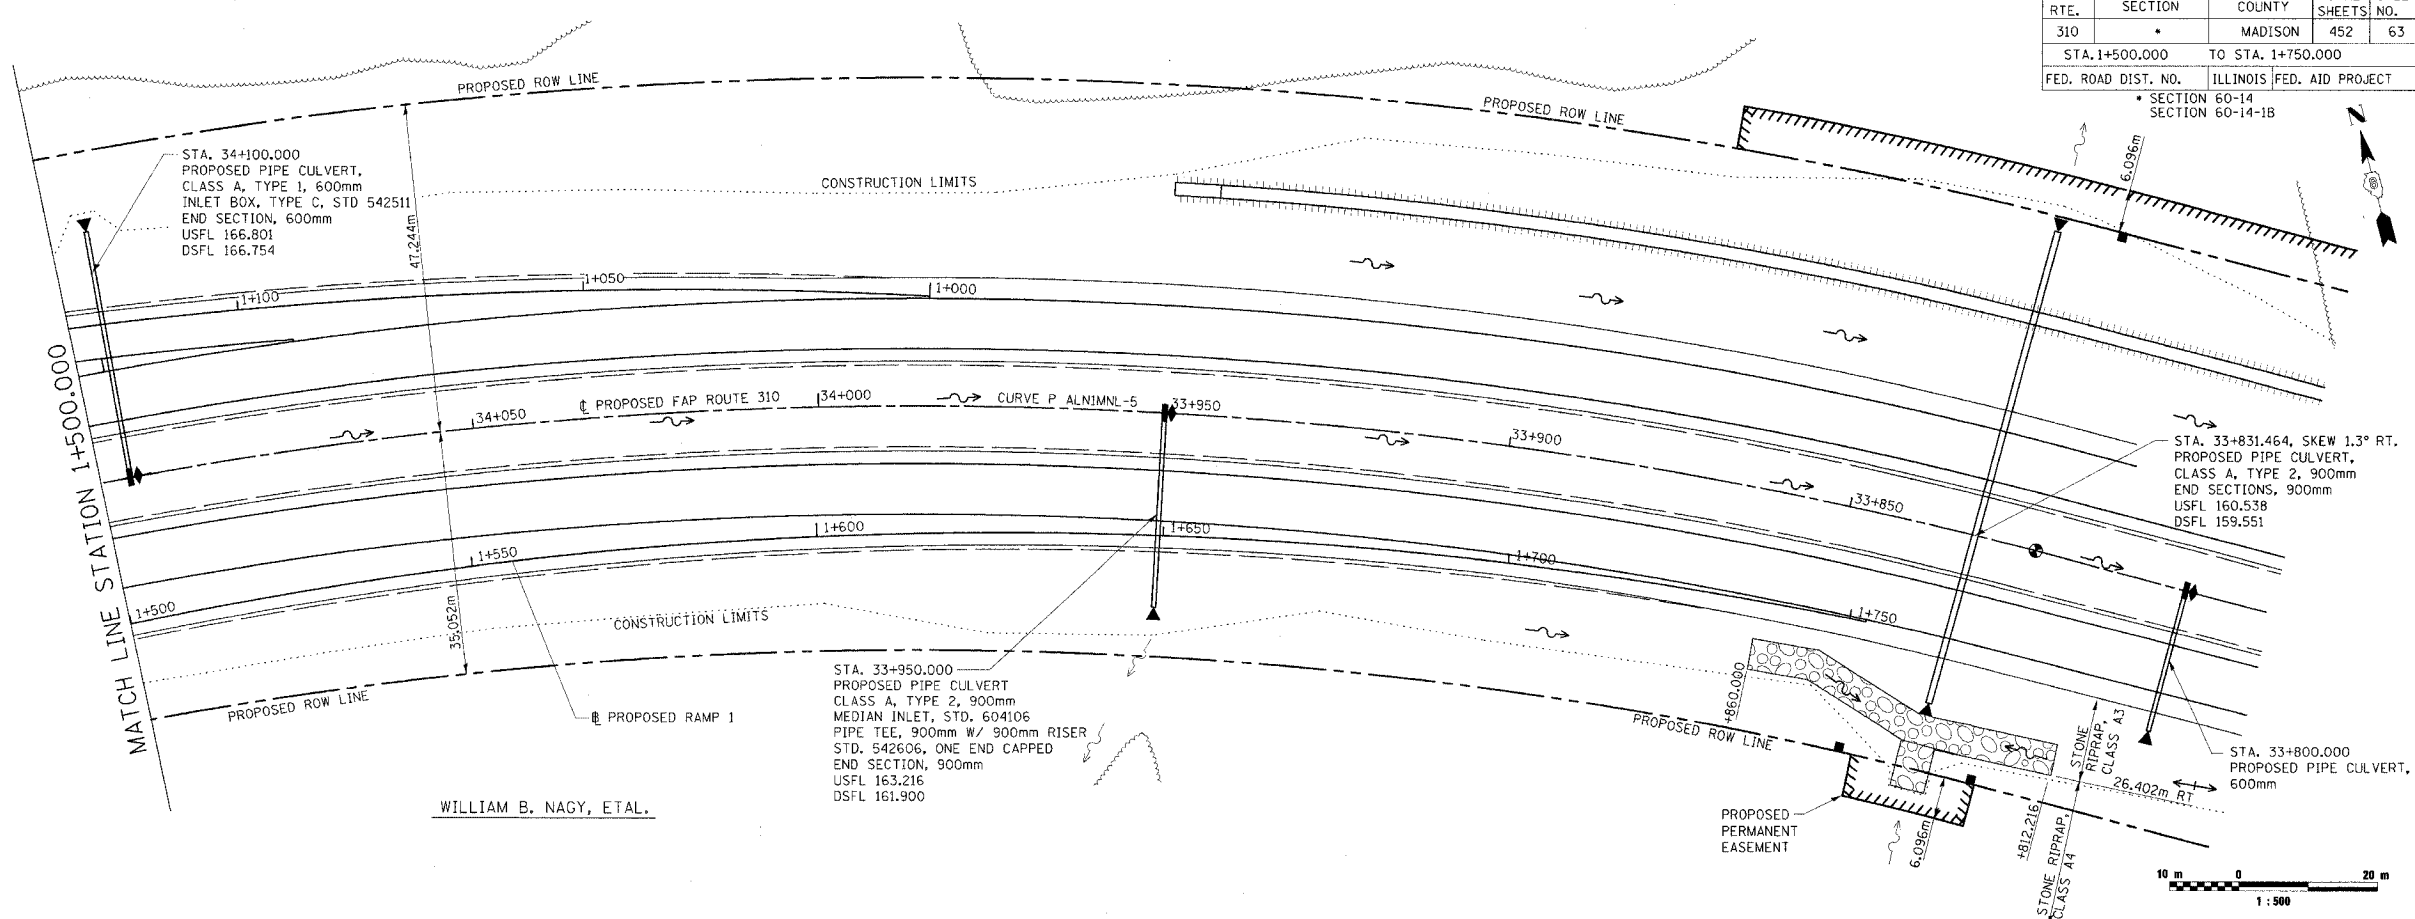 RTE.
SECTION
COUNTY
SHEETS
NO.
310
*
MADISON
452
63
STA.1+500.000 TO STA. 1+750.000
FED. ROAD DIST. NO.
ILLINOIS
FED. AID PROJECT
* SECTION 60-14
SECTION 60-14-1B
N
PROPOSED ROW LINE
PROPOSED ROW LINE
6.096m
STA. 34+100.000
PROPOSED PIPE CULVERT,
CLASS A, TYPE 1, 600mm
INLET BOX, TYPE C, STD 542511
END SECTION, 600mm
USFL 166.801
DSFL 166.754
CONSTRUCTION LIMITS
47.244m
1+100
1+050
1+000
MATCH LINE STATION 1+500.000
34+050
℄ PROPOSED FAP ROUTE 310
34+000
CURVE P ALNIMNL-5
33+950
33+900
33+850
STA. 33+831.464, SKEW 1.3° RT.
PROPOSED PIPE CULVERT,
CLASS A, TYPE 2, 900mm
END SECTIONS, 900mm
USFL 160.538
DSFL 159.551
1+500
1+550
1+600
1+650
1+700
1+750
35.052m
CONSTRUCTION LIMITS
PROPOSED ROW LINE
B PROPOSED RAMP 1
STA. 33+950.000
PROPOSED PIPE CULVERT
CLASS A, TYPE 2, 900mm
MEDIAN INLET, STD. 604106
PIPE TEE, 900mm W/ 900mm RISER
STD. 542606, ONE END CAPPED
END SECTION, 900mm
USFL 163.216
DSFL 161.900
WILLIAM B. NAGY, ETAL.
+860.000
PROPOSED ROW LINE
STONE
RIPRAP,
CLASS A3
STA. 33+800.000
PROPOSED PIPE CULVERT,
600mm
26.402m RT
PROPOSED
PERMANENT
EASEMENT
6.096m
+812.216
STONE RIPRAP,
CLASS A4
10 m
0
20 m
1 : 500